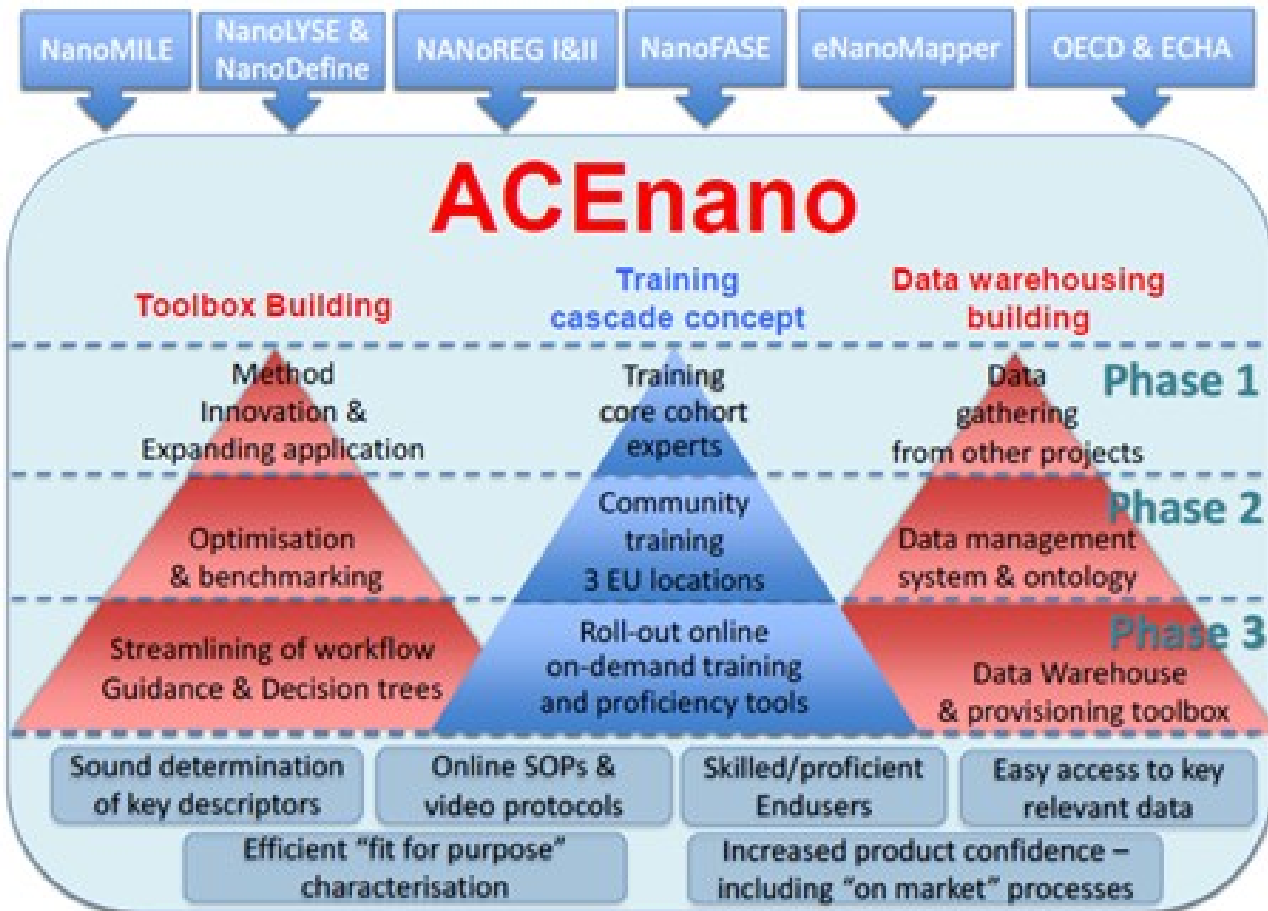 NanoMILE
NanoLYSE &
NanoDefine
NANoREG I&II
NanoFASE
eNanoMapper
OECD & ECHA
ACEnano
Toolbox Building
Training
cascade concept
Data warehousing
building
Method
Innovation &
Expanding application
Training
core cohort
experts
Data
gathering
from other projects
Phase 1
Optimisation
& benchmarking
Community
training
3 EU locations
Data management
system & ontology
Phase 2
Streamlining of workflow
Guidance & Decision trees
Roll-out online
on-demand training
and proficiency tools
Data Warehouse
& provisioning toolbox
Phase 3
Sound determination
of key descriptors
Online SOPs &
video protocols
Skilled/proficient
Endusers
Easy access to key
relevant data
Efficient “fit for purpose”
characterisation
Increased product confidence –
including “on market” processes